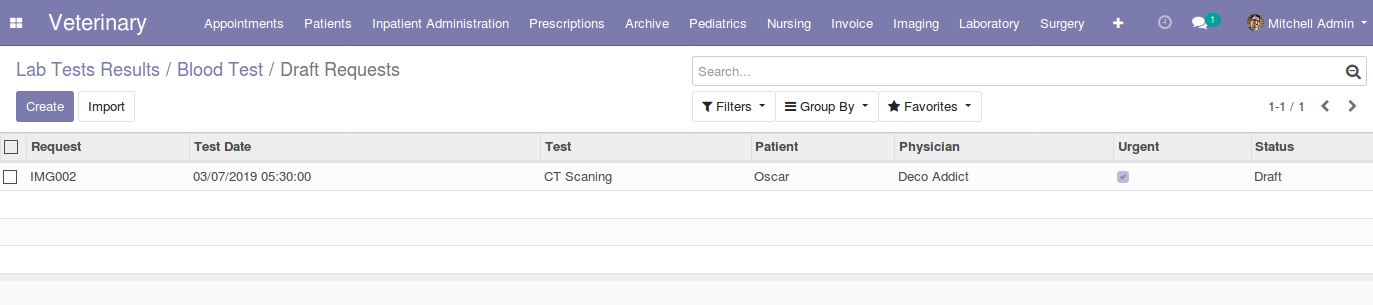 Veterinary Appointments Patients Inpatient Administration Prescriptions Archive Pediatrics Nursing Invoice Imaging Laboratory Surgery 1 Mitchell Admin
Lab Tests Results / Blood Test / Draft Requests
Search...
Create Import Filters Group By Favorites 1-1 / 1
Request Test Date Test Patient Physician Urgent Status
IMG002 03/07/2019 05:30:00 CT Scaning Oscar Deco Addict Draft